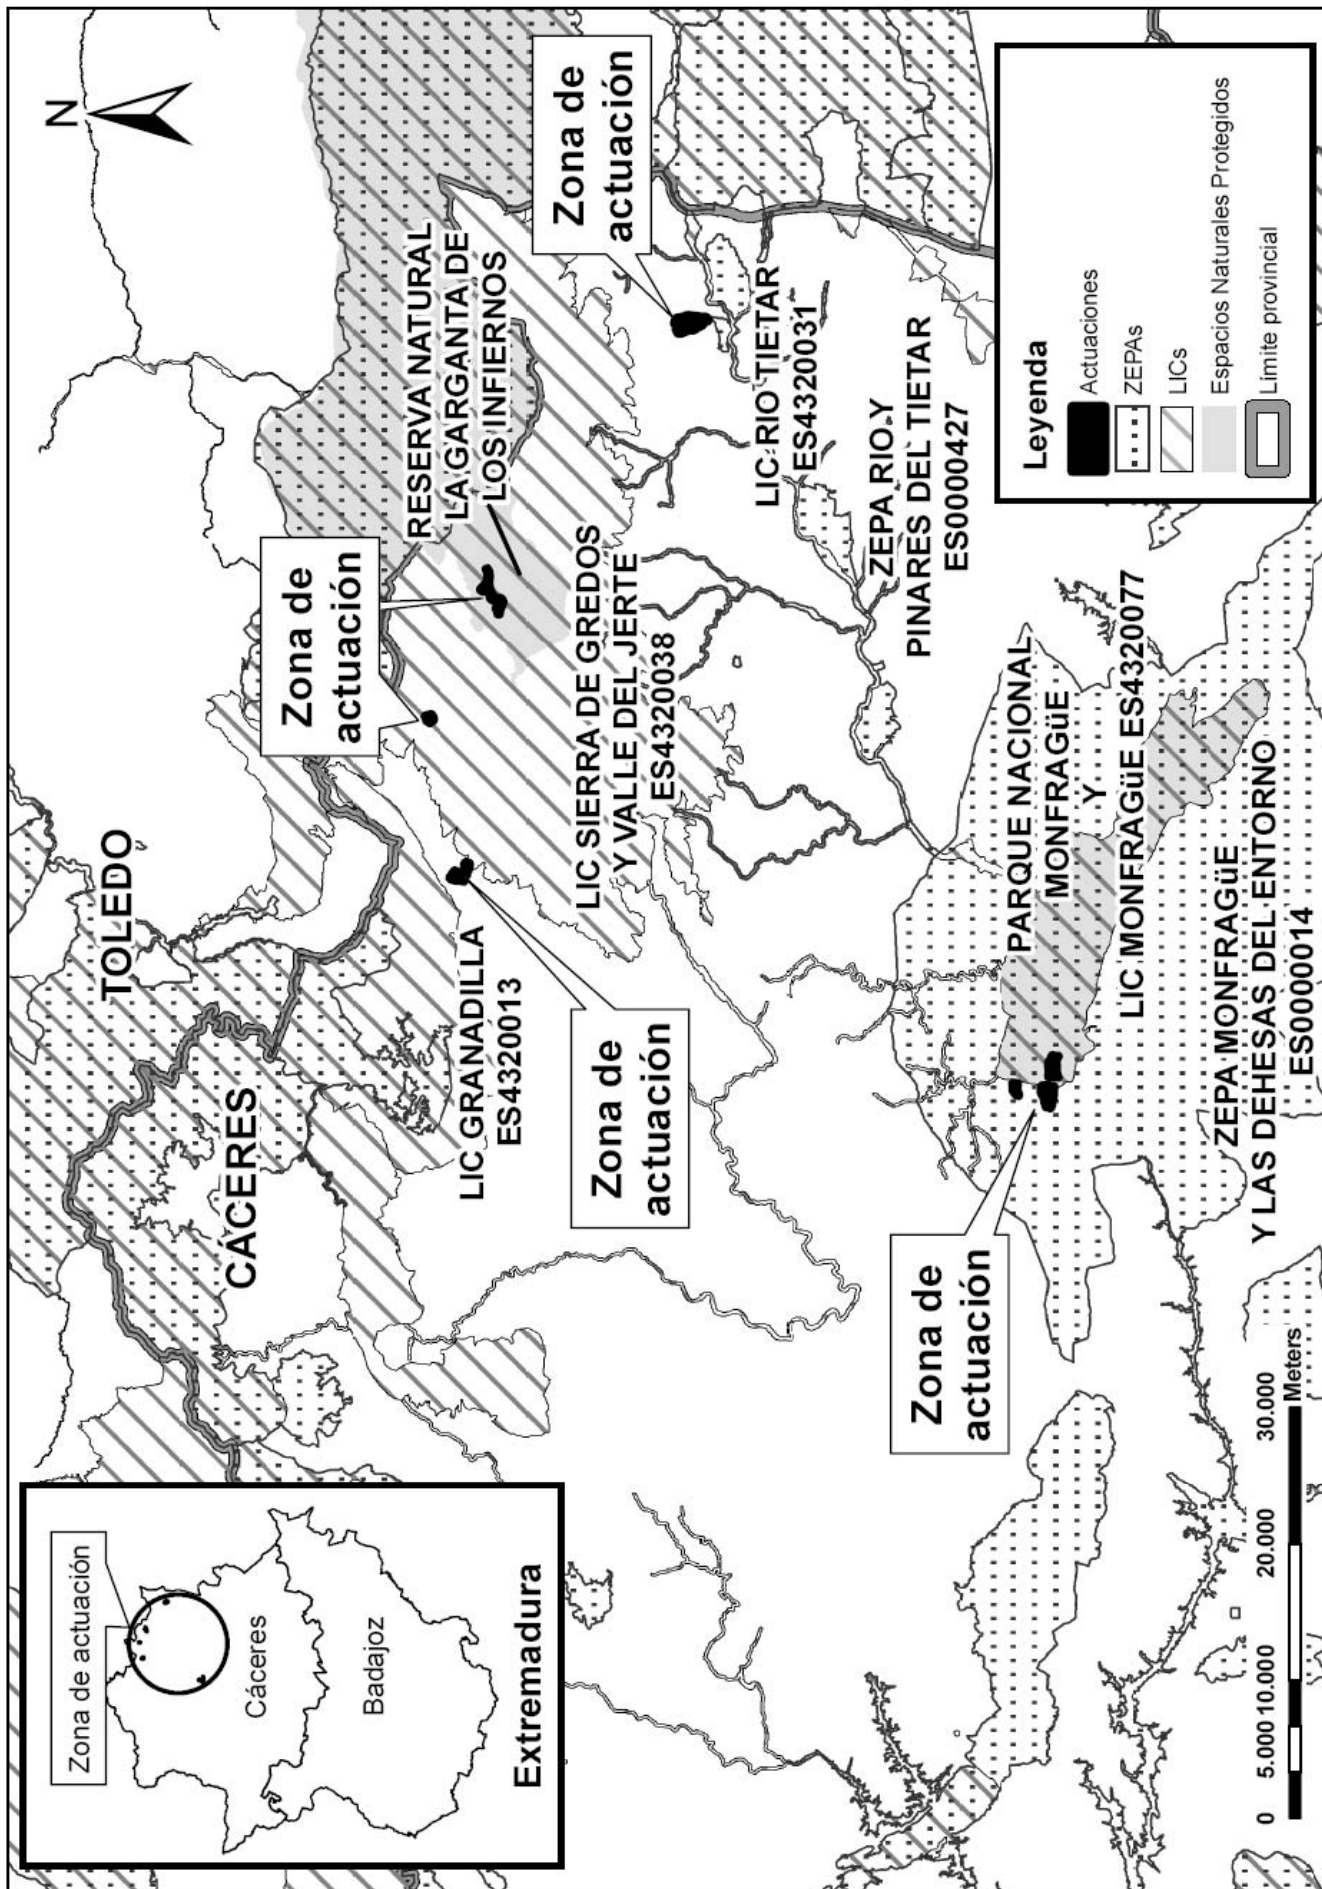 N
Zona de actuación
Cáceres
Badajoz
Extremadura
TOLEDO
CÁCERES
Zona de
actuación
RESERVA NATURAL
LA GARGANTA DE
LOS INFIERNOS
Zona de
actuación
LIC GRANADILLA
ES4320013
Zona de
actuación
LIC SIERRA DE GREDOS
Y VALLE DEL JERTE
ES4320038
LIC RIO TIETAR
ES4320031
ZEPA RIO Y
PINARES DEL TIETAR
ES0000427
Zona de
actuación
PARQUE NACIONAL
MONFRAGÜE
Y
LIC MONFRAGÜE ES4320077
ZEPA MONFRAGÜE
Y LAS DEHESAS DEL ENTORNO
ES0000014
0 5.000 10.000 20.000 30.000
Meters
Leyenda
Actuaciones
ZEPAs
LICs
Espacios Naturales Protegidos
Limite provincial